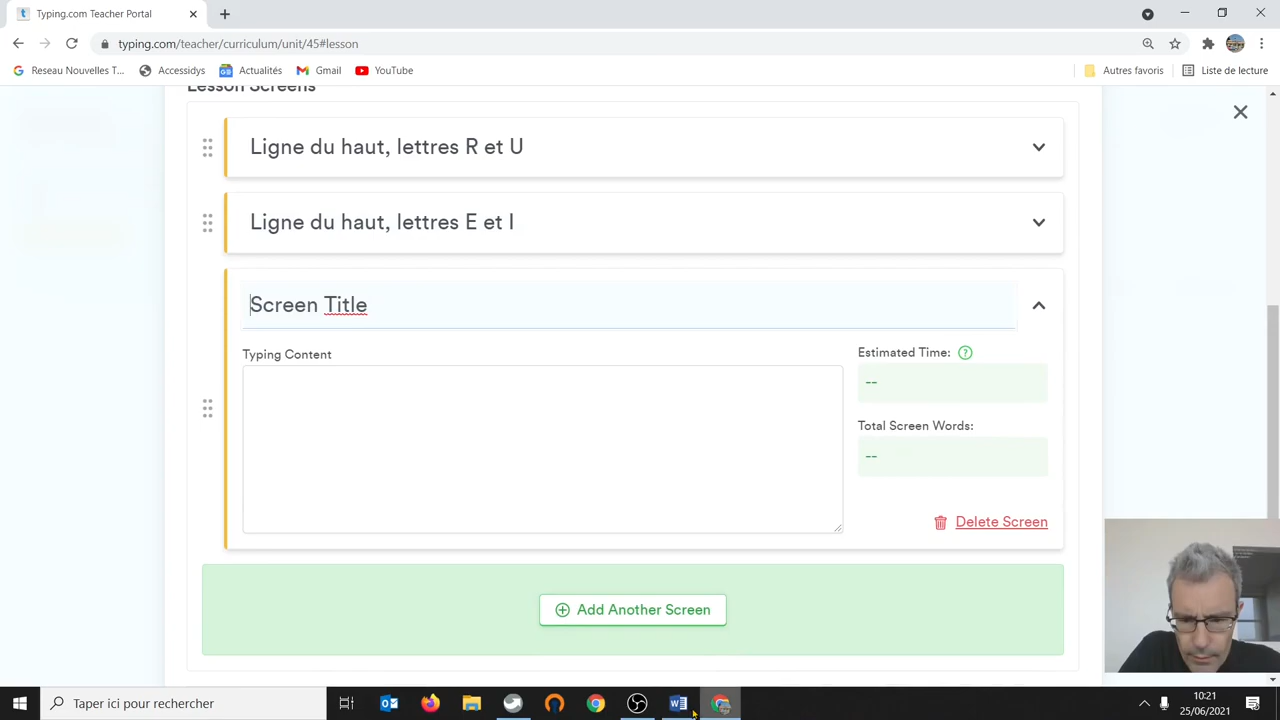 Typing.com Teacher Portal
typing.com/teacher/curriculum/unit/45#lesson
Reseau Nouvelles T... Accessidys Actualités Gmail YouTube Autres favoris Liste de lecture
Lesson Screens
Ligne du haut, lettres R et U
Ligne du haut, lettres E et I
Screen Title
Typing Content
Estimated Time: ?
--
Total Screen Words:
--
Delete Screen
Add Another Screen
Taper ici pour rechercher
10:21
25/06/2021